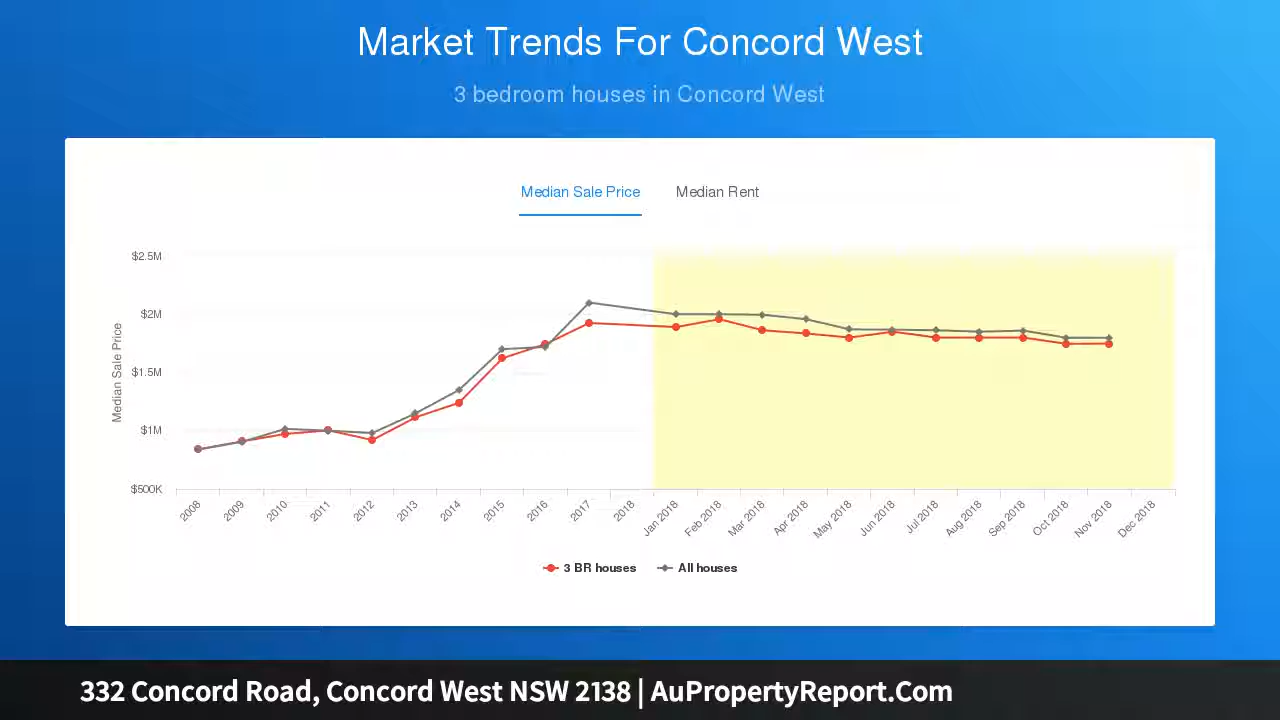 Market Trends For Concord West
3 bedroom houses in Concord West
Median Sale Price Median Rent
$2.5M
$2M
$1.5M
$1M
$500K
Median Sale Price
2008 2009 2010 2011 2012 2013 2014 2015 2016 2017 2018 Jan 2018 Feb 2018 Mar 2018 Apr 2018 May 2018 Jun 2018 Jul 2018 Aug 2018 Sep 2018 Oct 2018 Nov 2018 Dec 2018
3 BR houses All houses
332 Concord Road, Concord West NSW 2138 | AuPropertyReport.Com